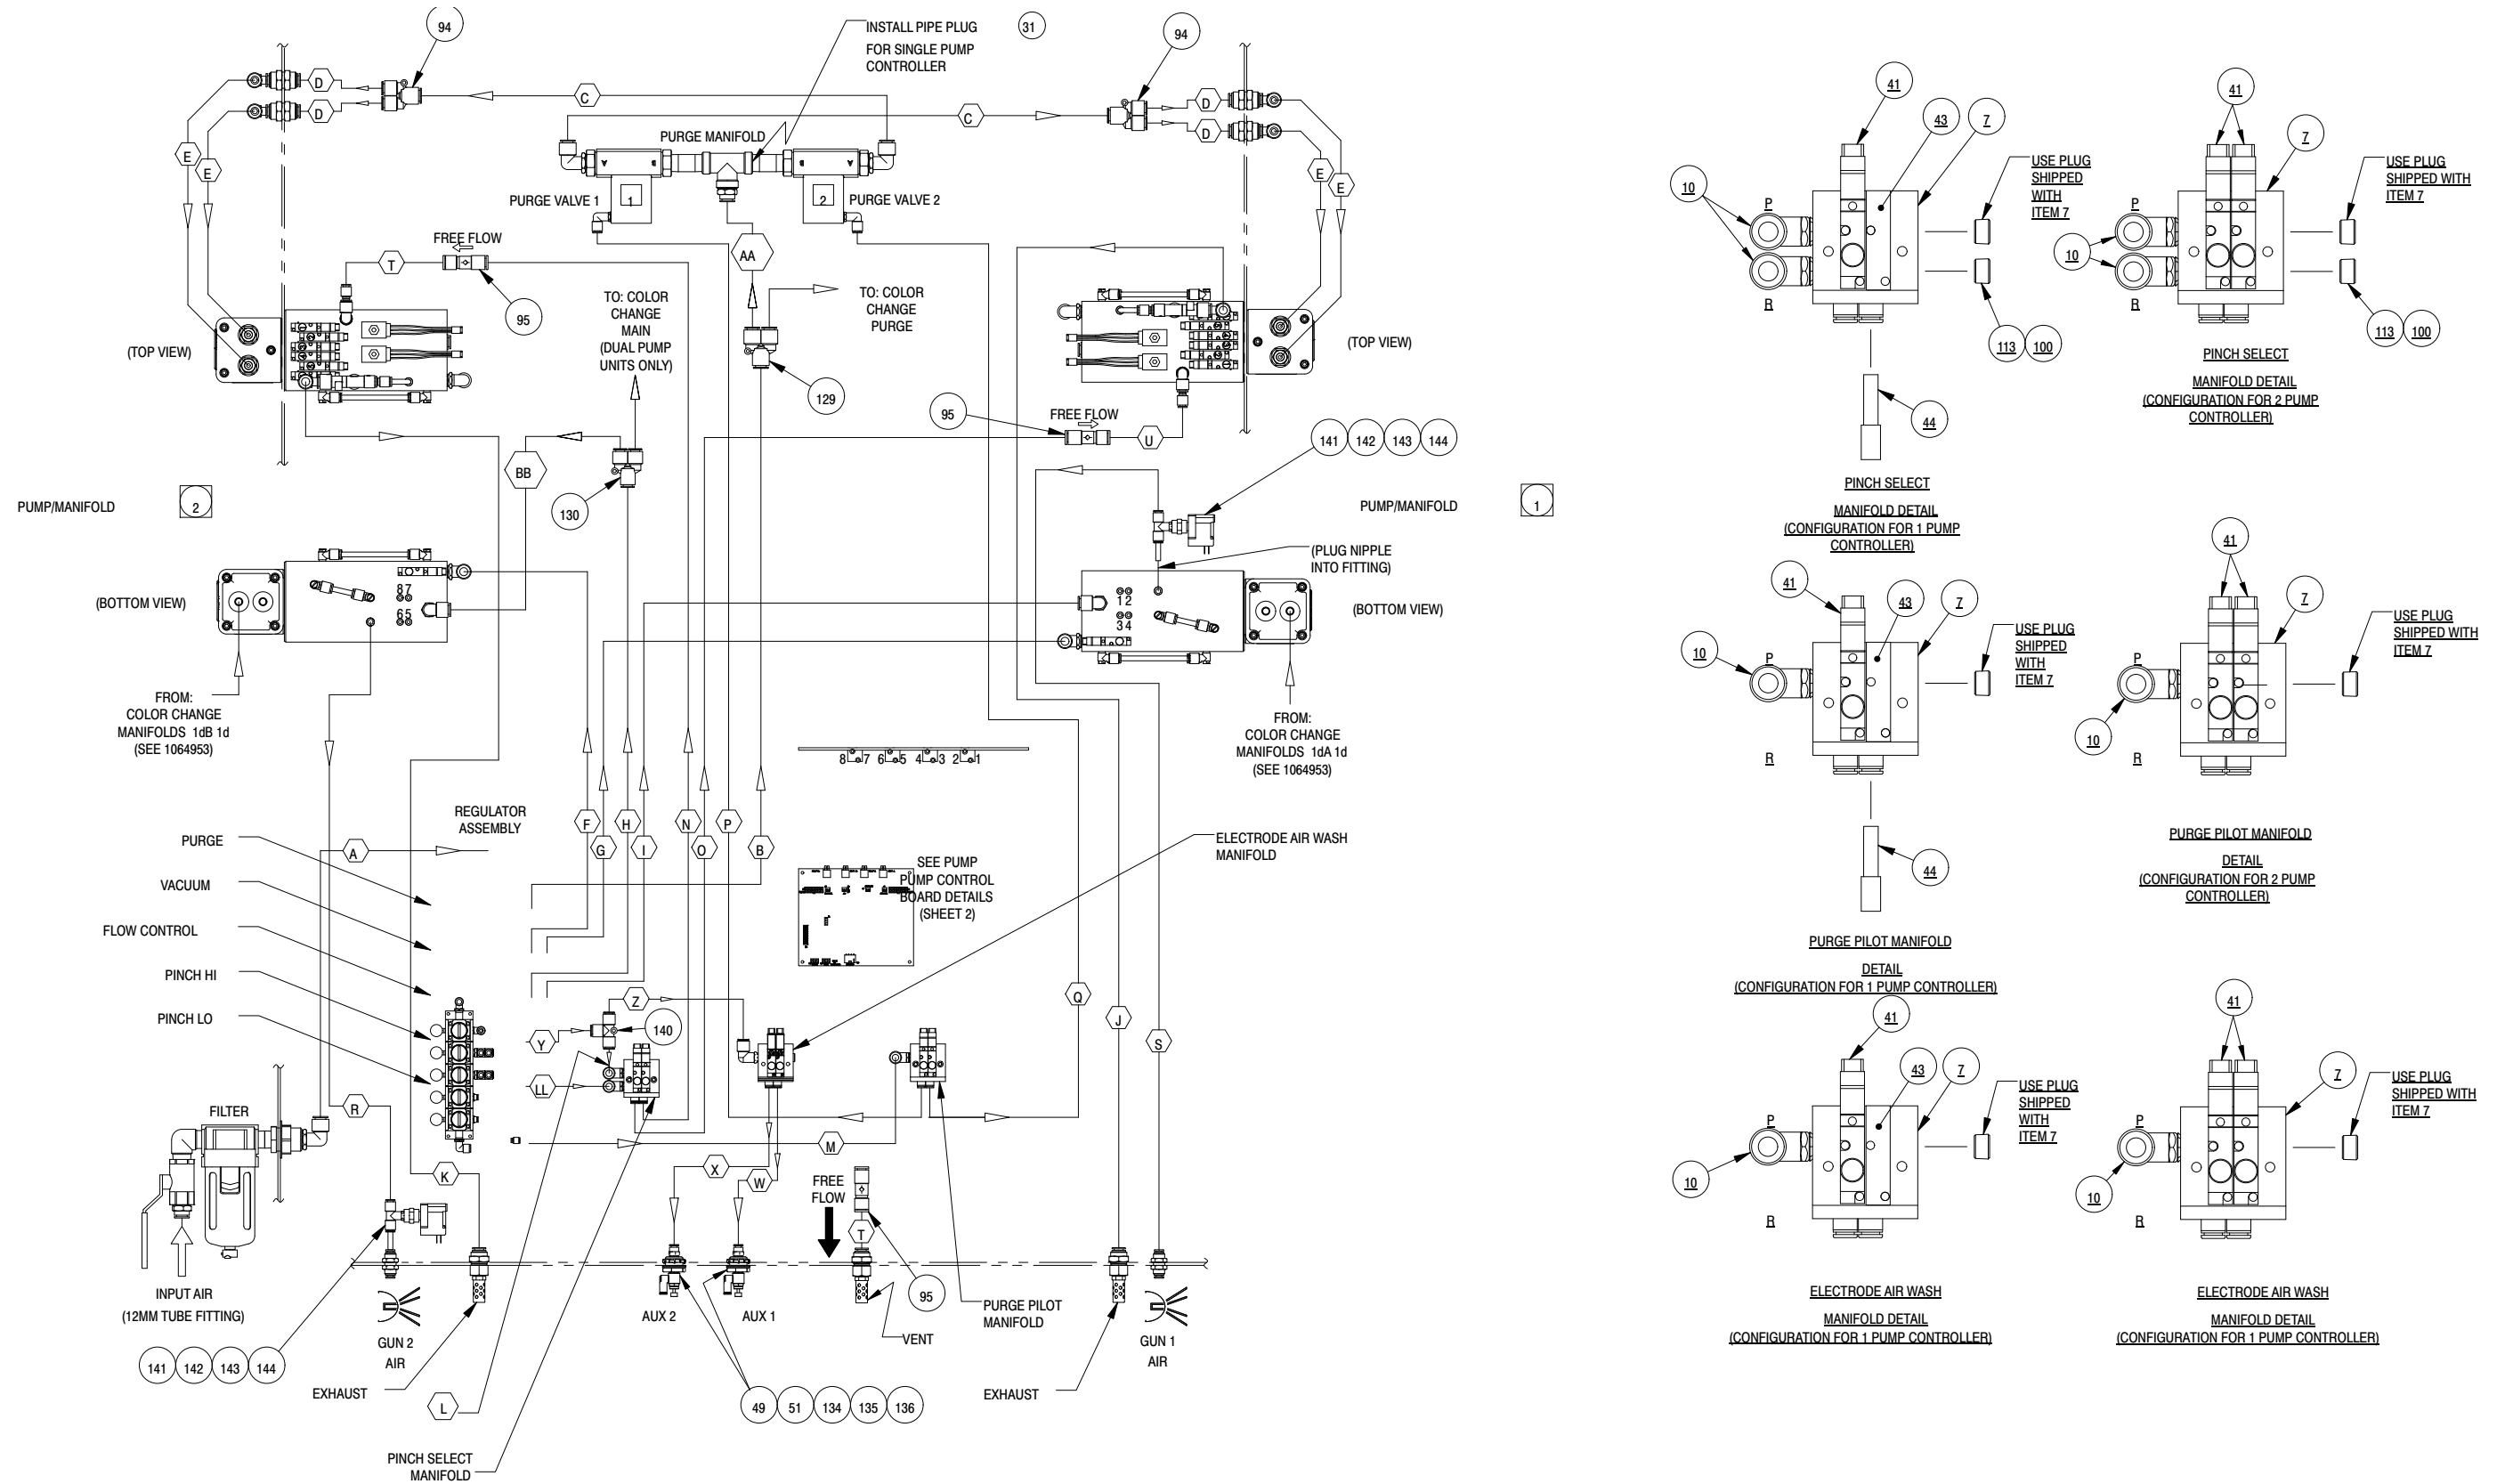 94
INSTALL PIPE PLUG
31
FOR SINGLE PUMP
CONTROLLER
94
D
D
C
C
D
D
PURGE MANIFOLD
E
E
E
E
A
B
B
A
PURGE VALVE 1
1
2
PURGE VALVE 2
FREE FLOW
T
95
AA
TO: COLOR
CHANGE
MAIN
(DUAL PUMP
UNITS ONLY)
TO: COLOR
CHANGE
PURGE
(TOP VIEW)
(TOP VIEW)
129
95
FREE FLOW
U
141
142
143
144
BB
130
PUMP/MANIFOLD
2
PUMP/MANIFOLD
1
(PLUG NIPPLE
INTO FITTING)
(BOTTOM VIEW)
87
65
12
34
(BOTTOM VIEW)
FROM:
COLOR CHANGE
MANIFOLDS 1dB 1d
(SEE 1064953)
FROM:
COLOR CHANGE
MANIFOLDS 1dA 1d
(SEE 1064953)
8 7 6 5 4 3 2 1
REGULATOR
ASSEMBLY
F
H
N
P
G
I
O
B
PURGE
A
ELECTRODE AIR WASH
MANIFOLD
VACUUM
SEE PUMP
PUMP CONTROL
BOARD DETAILS
(SHEET 2)
FLOW CONTROL
PINCH HI
PINCH LO
Z
Y
140
LL
Q
J
S
FILTER
R
M
K
X
W
FREE
FLOW
T
95
INPUT AIR
(12MM TUBE FITTING)
GUN 2
AIR
AUX 2
AUX 1
VENT
PURGE PILOT
MANIFOLD
GUN 1
AIR
141
142
143
144
EXHAUST
L
49
51
134
135
136
EXHAUST
PINCH SELECT
MANIFOLD
41
43
7
10
P
R
USE PLUG
SHIPPED
WITH
ITEM 7
113
100
44
PINCH SELECT
MANIFOLD DETAIL
(CONFIGURATION FOR 1 PUMP
CONTROLLER)
41
7
10
P
R
USE PLUG
SHIPPED WITH
ITEM 7
113
100
PINCH SELECT
MANIFOLD DETAIL
(CONFIGURATION FOR 2 PUMP
CONTROLLER)
41
43
7
10
P
R
USE PLUG
SHIPPED
WITH
ITEM 7
44
PURGE PILOT MANIFOLD
DETAIL
(CONFIGURATION FOR 1 PUMP CONTROLLER)
41
7
10
P
R
USE PLUG
SHIPPED WITH
ITEM 7
PURGE PILOT MANIFOLD
DETAIL
(CONFIGURATION FOR 2 PUMP
CONTROLLER)
41
43
7
10
P
R
USE PLUG
SHIPPED
WITH
ITEM 7
ELECTRODE AIR WASH
MANIFOLD DETAIL
(CONFIGURATION FOR 1 PUMP CONTROLLER)
41
7
10
P
R
USE PLUG
SHIPPED WITH
ITEM 7
ELECTRODE AIR WASH
MANIFOLD DETAIL
(CONFIGURATION FOR 1 PUMP CONTROLLER)